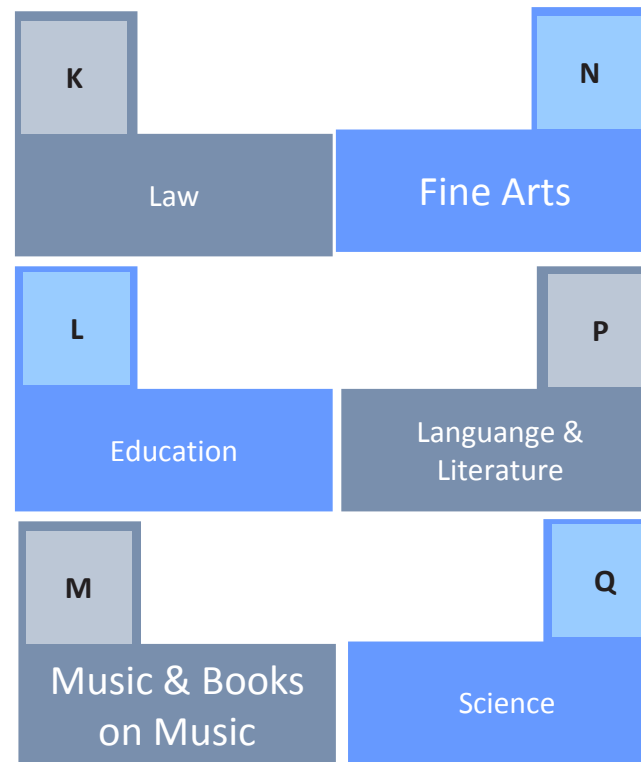 K
Law
N
Fine Arts
L
Education
P
Languange &
Literature
M
Music & Books
on Music
Q
Science